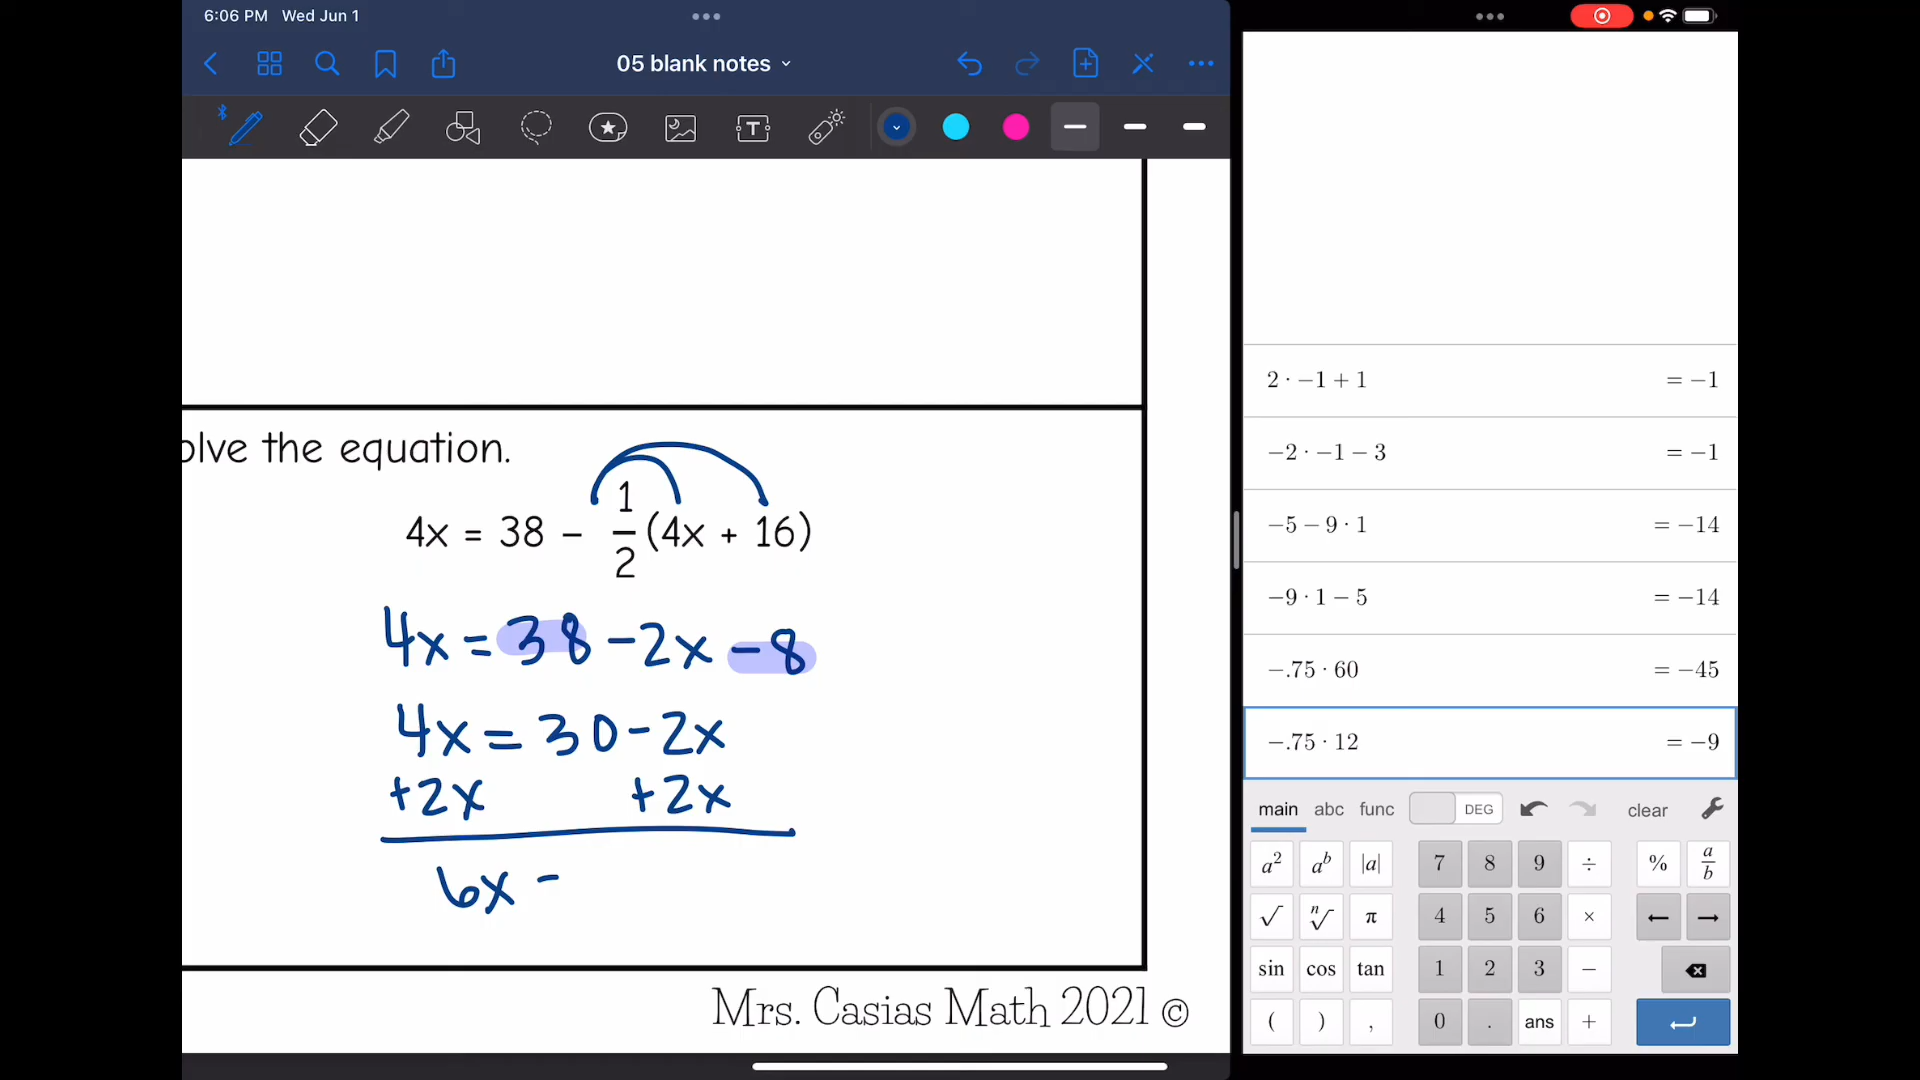 6:06 PM Wed Jun 1
05 blank notes
olve the equation.
4x = 38 - 1/2(4x + 16)
4x = 38 -2x -8
4x = 30 -2x
+2x +2x
6x -
Mrs. Casias Math 2021 ©
2 · −1 + 1 = −1
−2 · −1 − 3 = −1
−5 − 9 · 1 = −14
−9 · 1 − 5 = −14
−.75 · 60 = −45
−.75 · 12 = −9
main abc func DEG clear
a² aᵇ |a| 7 8 9 ÷ % a/b
√ ⁿ√ π 4 5 6 × ← →
sin cos tan 1 2 3 −
( ) , 0 . ans +